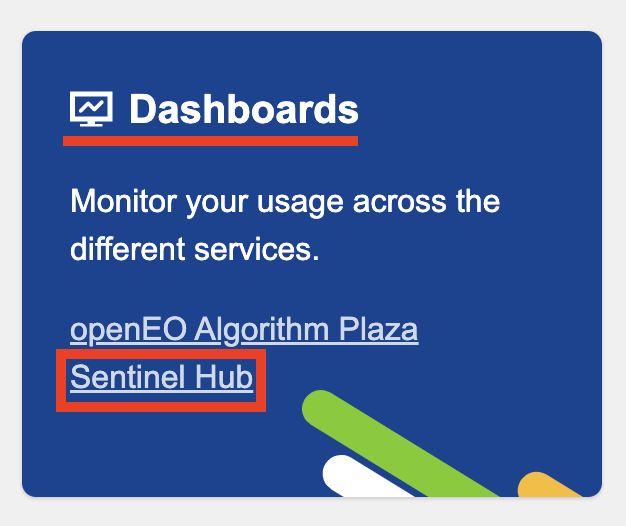 Dashboards
Monitor your usage across the
different services.
openEO Algorithm Plaza
Sentinel Hub